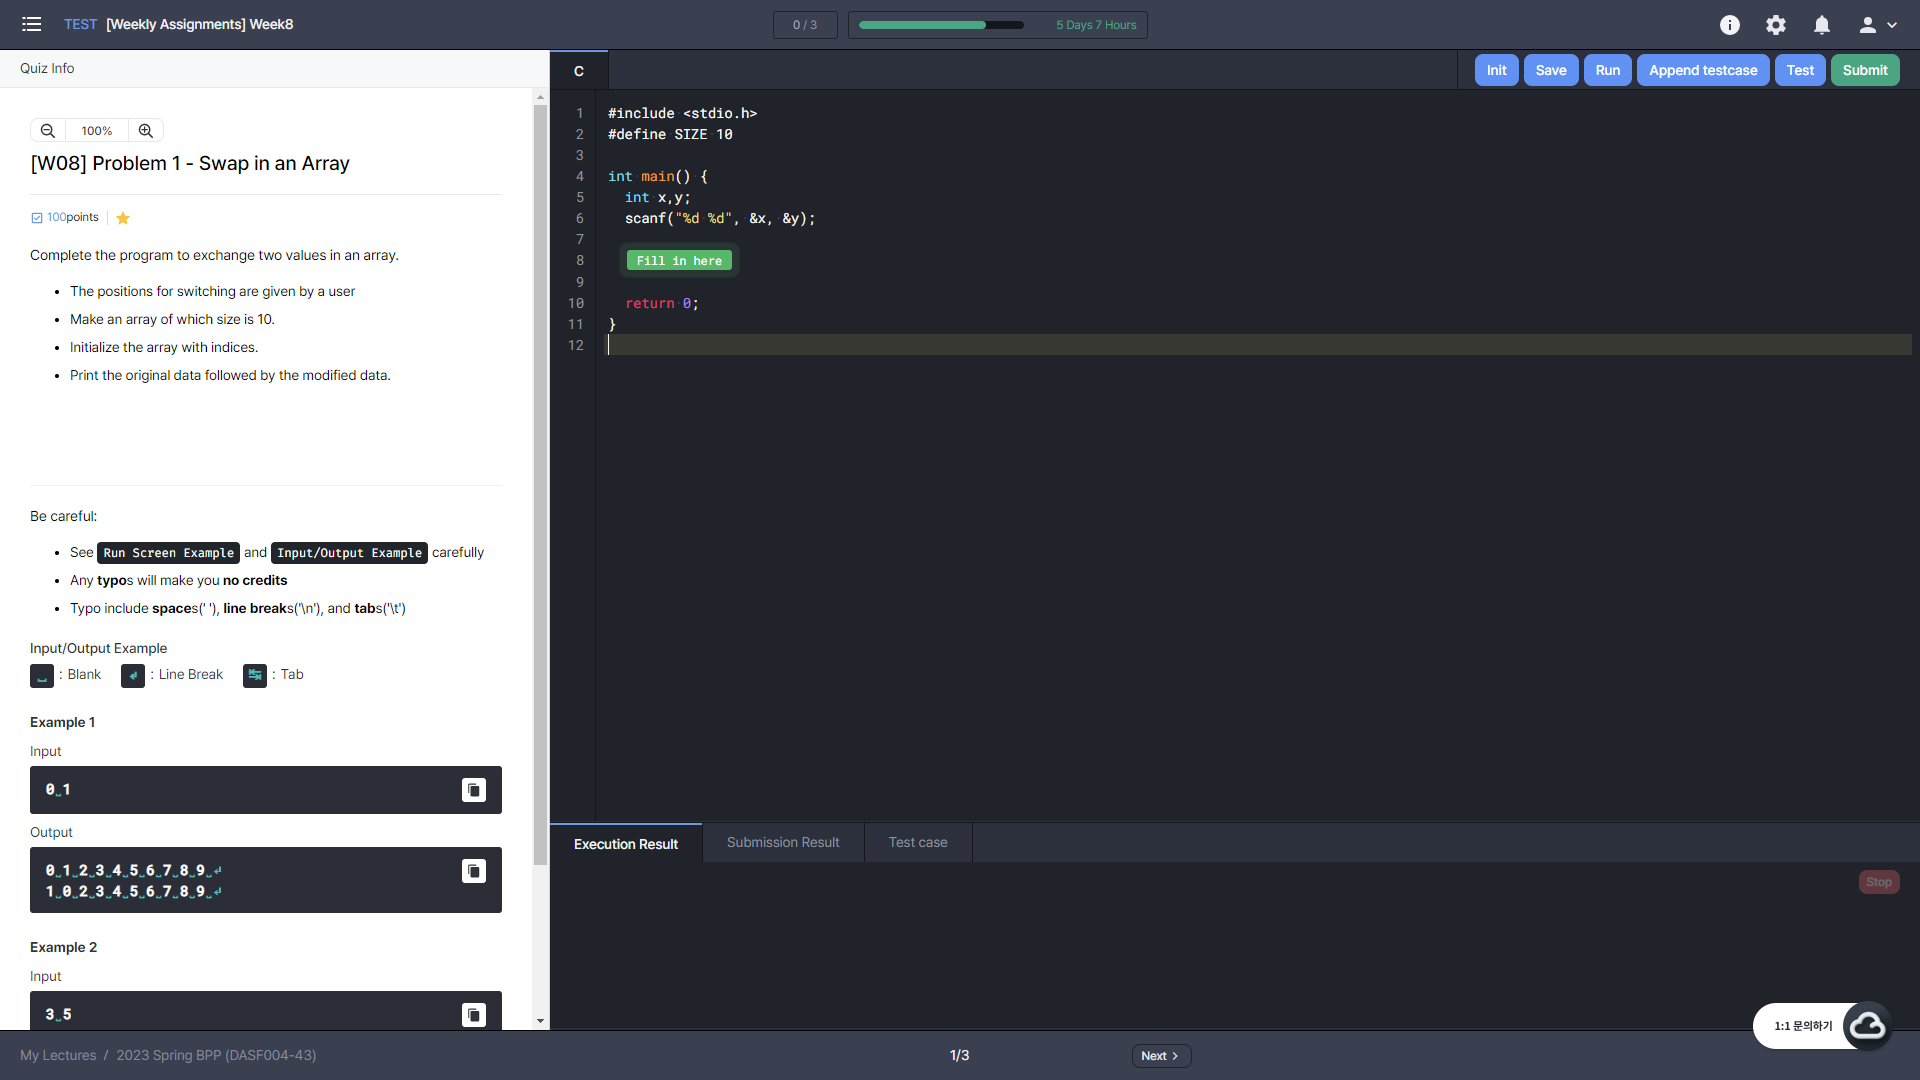 TEST [Weekly Assignments] Week8
0 / 3
5 Days 7 Hours
Quiz Info
C
Init
Save
Run
Append testcase
Test
Submit
100%
[W08] Problem 1 - Swap in an Array
100points
Complete the program to exchange two values in an array.
• The positions for switching are given by a user
• Make an array of which size is 10.
• Initialize the array with indices.
• Print the original data followed by the modified data.
Be careful:
• See Run Screen Example and Input/Output Example carefully
• Any typos will make you no credits
• Typo include spaces(' '), line breaks('\n'), and tabs('\t')
Input/Output Example
␣ : Blank ↲ : Line Break ↹ : Tab
Example 1
Input
0␣1
Output
0␣1␣2␣3␣4␣5␣6␣7␣8␣9␣↲
1␣0␣2␣3␣4␣5␣6␣7␣8␣9␣↲
Example 2
Input
3␣5
1 #include <stdio.h>
2 #define SIZE 10
3
4 int main() {
5   int x,y;
6   scanf("%d %d", &x, &y);
7
8   Fill in here
9
10   return 0;
11 }
12
Execution Result
Submission Result
Test case
Stop
1:1 문의하기
My Lectures / 2023 Spring BPP (DASF004-43)
1/3
Next >